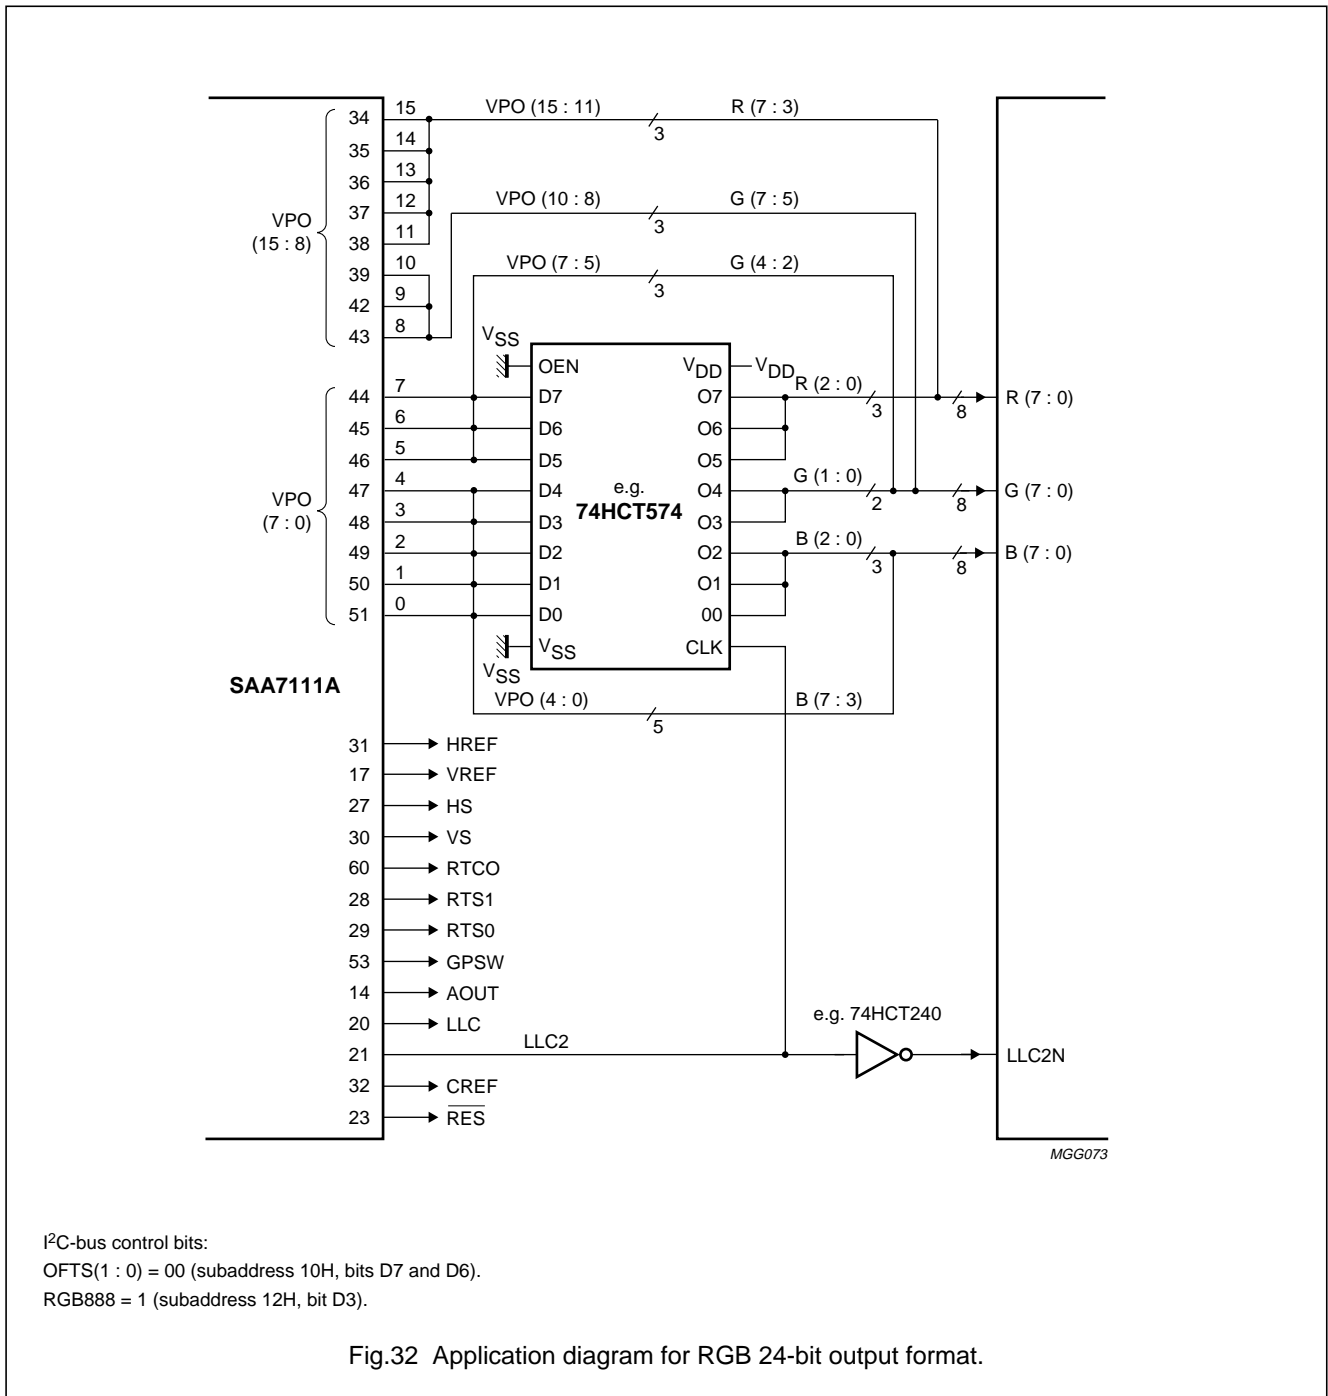 34 15 VPO (15 : 11) 3 R (7 : 3)
35 14
36 13
37 12 VPO (10 : 8) 3 G (7 : 5)
VPO
(15 : 8)
38 11
39 10 VPO (7 : 5) 3 G (4 : 2)
42 9
43 8
VSS
OEN VDD VDD
44 7 D7 O7 R (2 : 0) 3 8 R (7 : 0)
45 6 D6 O6
46 5 D5 O5
47 4 D4 e.g. O4 G (1 : 0) 2 8 G (7 : 0)
VPO
(7 : 0)
48 3 D3 74HCT574 O3
49 2 D2 O2 B (2 : 0) 3 8 B (7 : 0)
50 1 D1 O1
51 0 D0 00
VSS CLK
VSS
SAA7111A
VPO (4 : 0) 5 B (7 : 3)
31 HREF
17 VREF
27 HS
30 VS
60 RTCO
28 RTS1
29 RTS0
53 GPSW
14 AOUT
20 LLC
e.g. 74HCT240
21 LLC2 LLC2N
32 CREF
23 RES
MGG073
I2C-bus control bits:
OFTS(1 : 0) = 00 (subaddress 10H, bits D7 and D6).
RGB888 = 1 (subaddress 12H, bit D3).
Fig.32 Application diagram for RGB 24-bit output format.